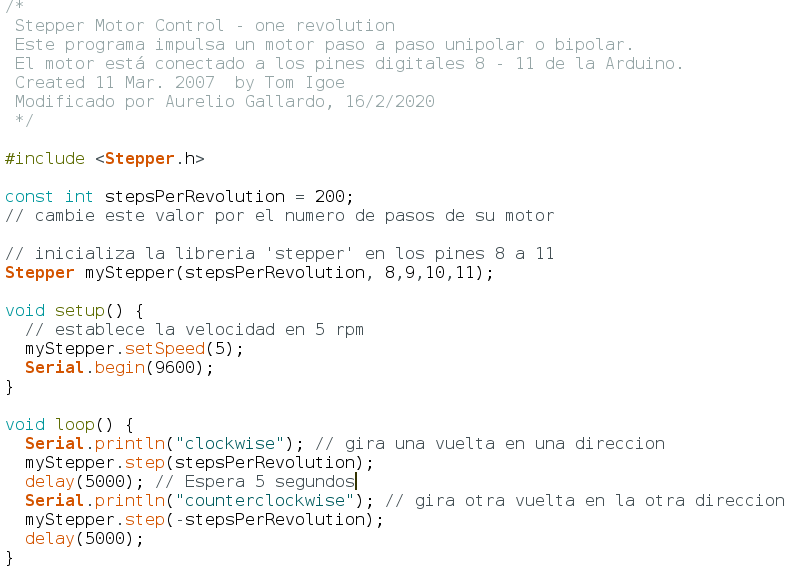 /*
 Stepper Motor Control - one revolution
 Este programa impulsa un motor paso a paso unipolar o bipolar.
 El motor está conectado a los pines digitales 8 - 11 de la Arduino.
 Created 11 Mar. 2007  by Tom Igoe
 Modificado por Aurelio Gallardo, 16/2/2020
 */

#include <Stepper.h>

const int stepsPerRevolution = 200;
// cambie este valor por el numero de pasos de su motor

// inicializa la libreria 'stepper' en los pines 8 a 11
Stepper myStepper(stepsPerRevolution, 8,9,10,11);

void setup() {
  // establece la velocidad en 5 rpm
  myStepper.setSpeed(5);
  Serial.begin(9600);
}

void loop() {
  Serial.println("clockwise"); // gira una vuelta en una direccion
  myStepper.step(stepsPerRevolution);
  delay(5000); // Espera 5 segundos
  Serial.println("counterclockwise"); // gira otra vuelta en la otra direccion
  myStepper.step(-stepsPerRevolution);
  delay(5000);
}